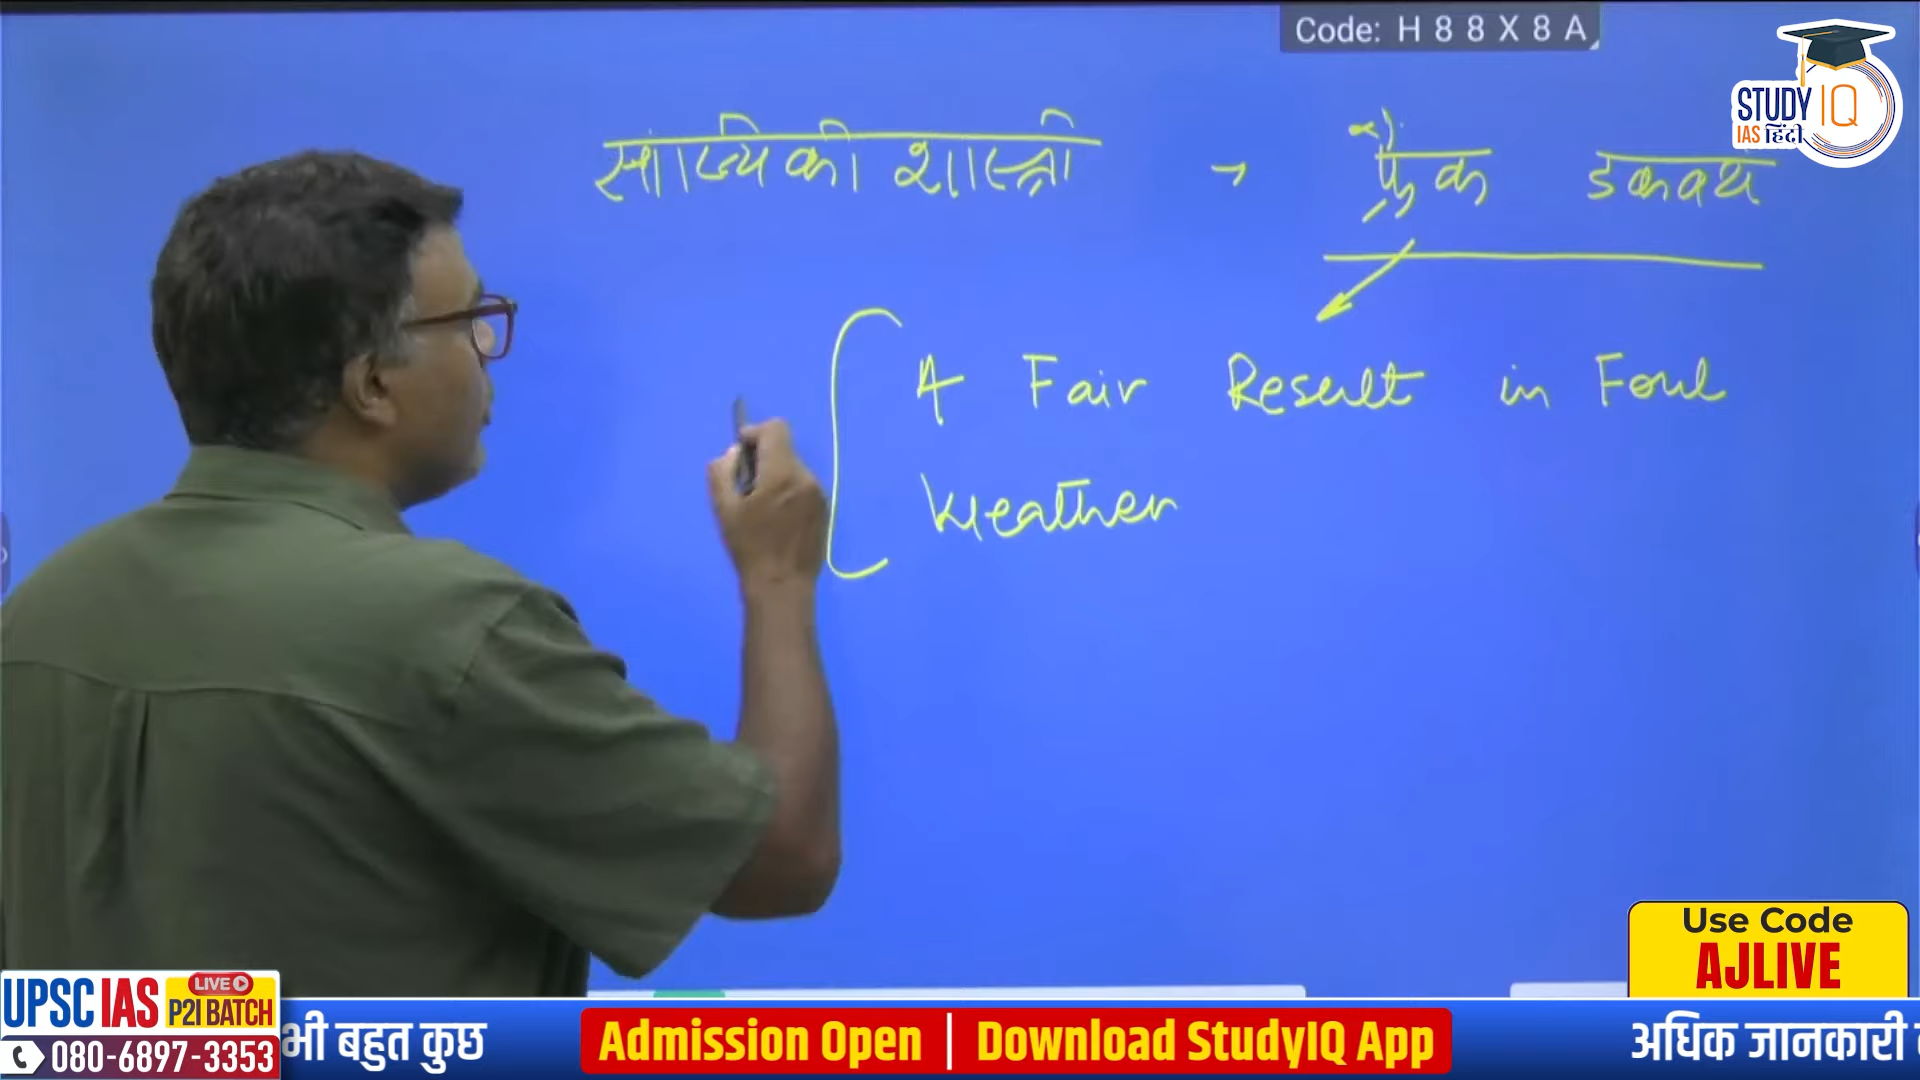 Code: H 8 8 X 8 A
STUDY IQ
IAS हिंदी
सांख्यिकी शास्त्री → फ्रैंक डकवर्थ
A Fair Result in Foul
Weather
Use Code
AJLIVE
UPSC IAS LIVE P2I BATCH
080-6897-3353
भी बहुत कुछ
Admission Open | Download StudyIQ App
अधिक जानकारी